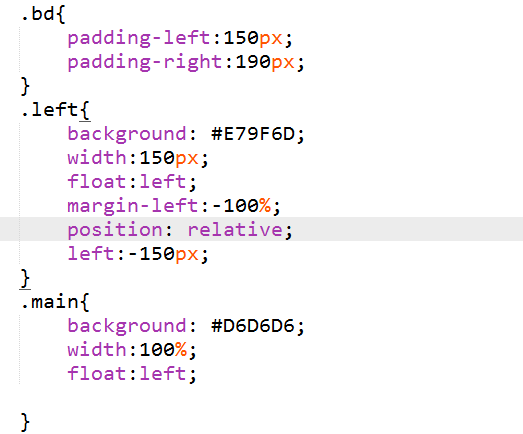 .bd{
    padding-left:150px;
    padding-right:190px;
}
.left{
    background: #E79F6D;
    width:150px;
    float:left;
    margin-left:-100%;
    position: relative;
    left:-150px;
}
.main{
    background: #D6D6D6;
    width:100%;
    float:left;

}